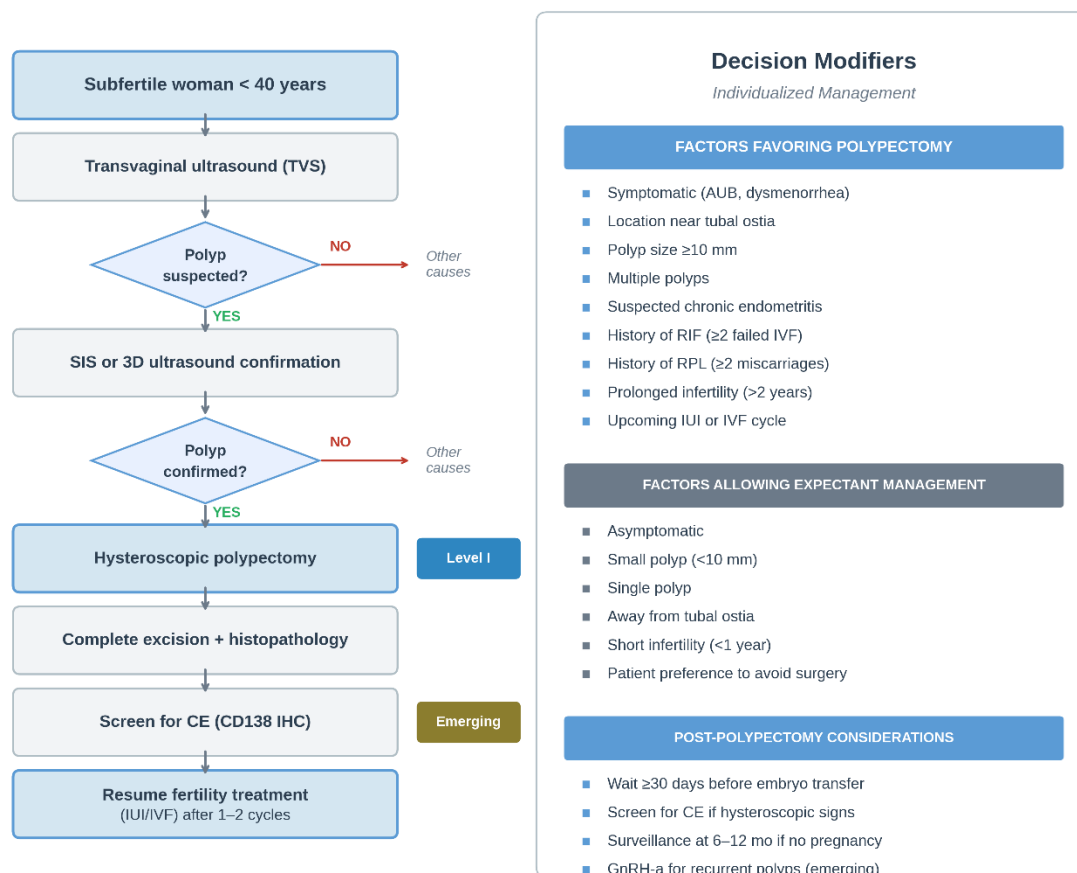 Subfertile woman < 40 years
Transvaginal ultrasound (TVS)
Polyp
suspected?
NO
Other
causes
YES
SIS or 3D ultrasound confirmation
Polyp
confirmed?
NO
Other
causes
YES
Hysteroscopic polypectomy
Level I
Complete excision + histopathology
Screen for CE (CD138 IHC)
Emerging
Resume fertility treatment
(IUI/IVF) after 1–2 cycles
Decision Modifiers
Individualized Management
FACTORS FAVORING POLYPECTOMY
■ Symptomatic (AUB, dysmenorrhea)
■ Location near tubal ostia
■ Polyp size ≥10 mm
■ Multiple polyps
■ Suspected chronic endometritis
■ History of RIF (≥2 failed IVF)
■ History of RPL (≥2 miscarriages)
■ Prolonged infertility (>2 years)
■ Upcoming IUI or IVF cycle
FACTORS ALLOWING EXPECTANT MANAGEMENT
■ Asymptomatic
■ Small polyp (<10 mm)
■ Single polyp
■ Away from tubal ostia
■ Short infertility (<1 year)
■ Patient preference to avoid surgery
POST-POLYPECTOMY CONSIDERATIONS
■ Wait ≥30 days before embryo transfer
■ Screen for CE if hysteroscopic signs
■ Surveillance at 6–12 mo if no pregnancy
■ GnRH-a for recurrent polyps (emerging)